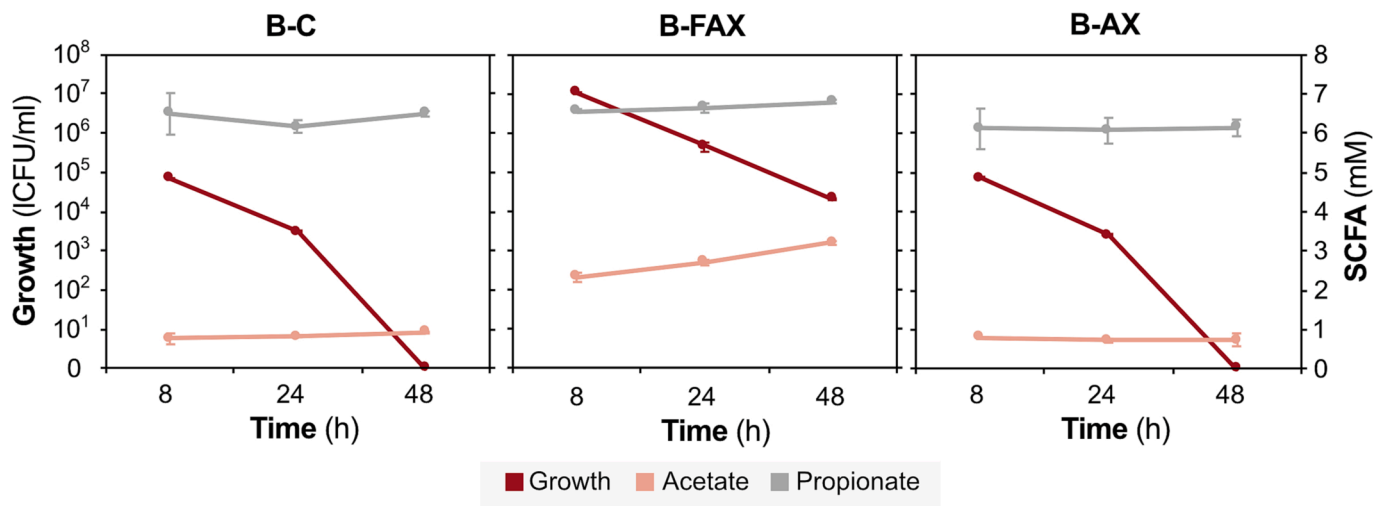 B-C
B-FAX
B-AX
Growth (ICFU/ml)
10⁸
10⁷
10⁶
10⁵
10⁴
10³
10²
10¹
0
8
7
6
5
4
3
2
1
0
SCFA (mM)
8 24 48
8 24 48
8 24 48
Time (h)
Time (h)
Time (h)
Growth Acetate Propionate